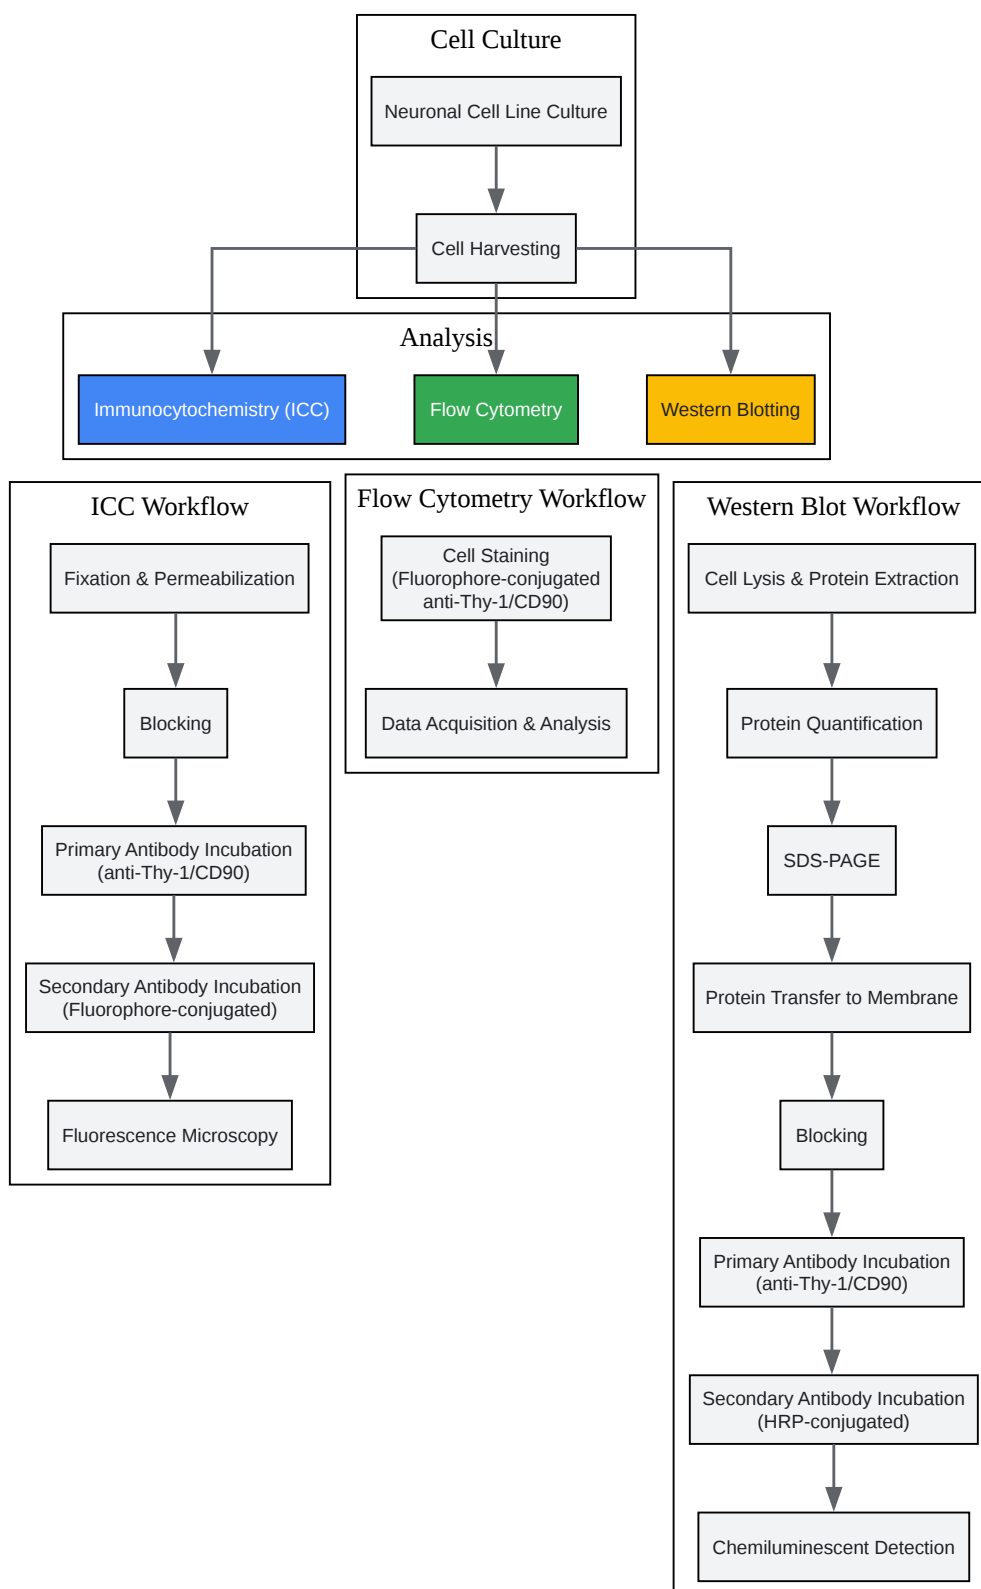 Cell Culture
Neuronal Cell Line Culture
Cell Harvesting
Analysis
Immunocytochemistry (ICC)
Flow Cytometry
Western Blotting
ICC Workflow
Fixation & Permeabilization
Blocking
Primary Antibody Incubation
(anti-Thy-1/CD90)
Secondary Antibody Incubation
(Fluorophore-conjugated)
Fluorescence Microscopy
Flow Cytometry Workflow
Cell Staining
(Fluorophore-conjugated
anti-Thy-1/CD90)
Data Acquisition & Analysis
Western Blot Workflow
Cell Lysis & Protein Extraction
Protein Quantification
SDS-PAGE
Protein Transfer to Membrane
Blocking
Primary Antibody Incubation
(anti-Thy-1/CD90)
Secondary Antibody Incubation
(HRP-conjugated)
Chemiluminescent Detection